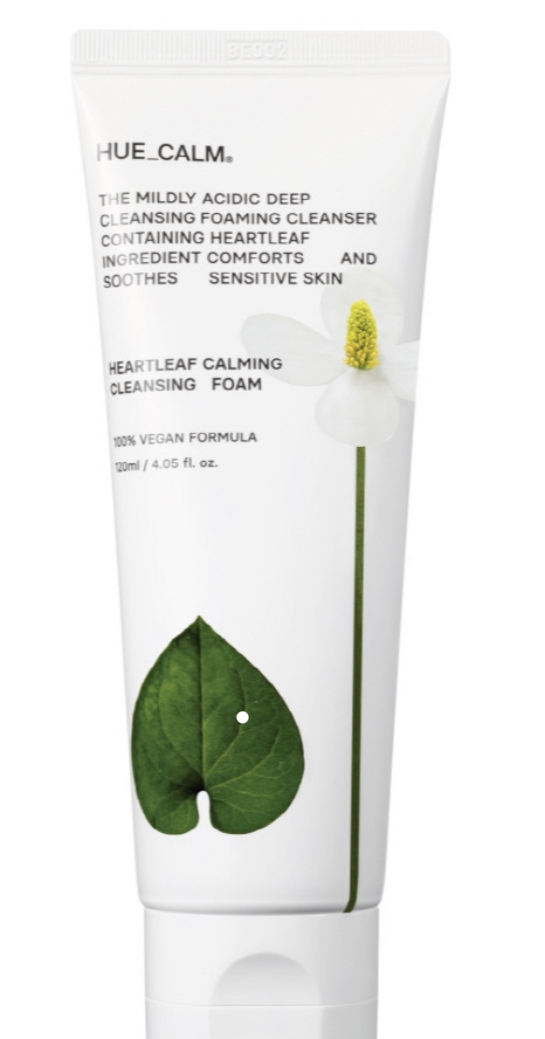 BE002
HUE_CALM®
THE MILDLY ACIDIC DEEP
CLEANSING FOAMING CLEANSER
CONTAINING HEARTLEAF
INGREDIENT COMFORTS AND
SOOTHES SENSITIVE SKIN
HEARTLEAF CALMING
CLEANSING FOAM
100% VEGAN FORMULA
120ml / 4.05 fl. oz.